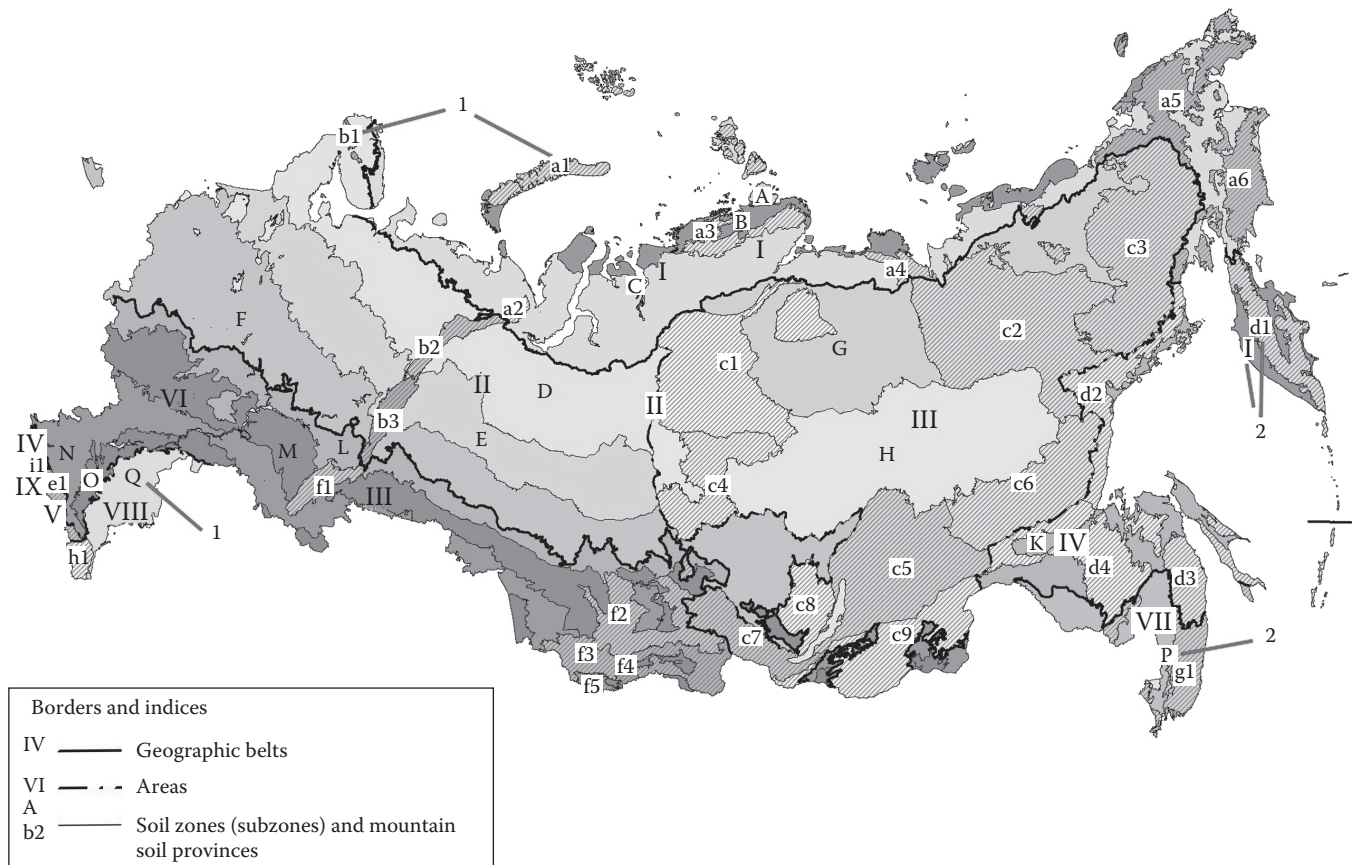 1
b1
a1
a5
a6
A
B
a3
I
I
C
a4
c3
a2
F
b2
G
c2
d1
I
c1
D
II
II
d2
2
VI
b3
E
III
H
L
M
c6
IV
N
i1
O
Q
IX
e1
f1
III
c4
V
VIII
1
K
IV
c5
d4
d3
h1
c8
f2
VII
c7
c9
f3
f4
P
2
g1
f5
Borders and indices
IV Geographic belts
VI Areas
A
b2 Soil zones (subzones) and mountain
soil provinces